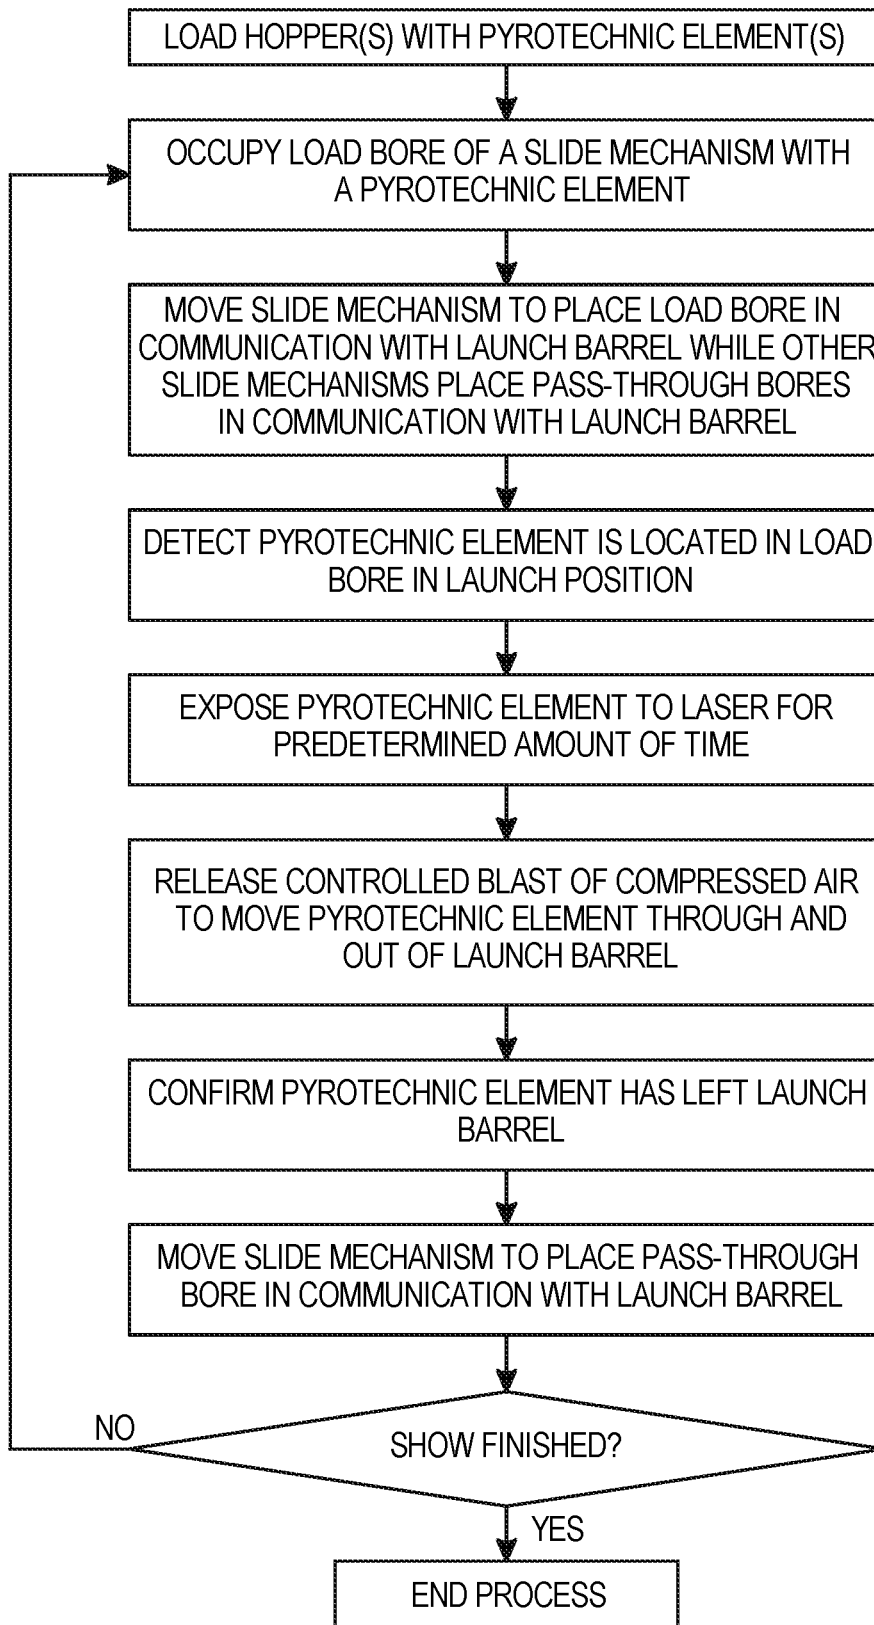 LOAD HOPPER(S) WITH PYROTECHNIC ELEMENT(S)
OCCUPY LOAD BORE OF A SLIDE MECHANISM WITH
A PYROTECHNIC ELEMENT
MOVE SLIDE MECHANISM TO PLACE LOAD BORE IN
COMMUNICATION WITH LAUNCH BARREL WHILE OTHER
SLIDE MECHANISMS PLACE PASS-THROUGH BORES
IN COMMUNICATION WITH LAUNCH BARREL
DETECT PYROTECHNIC ELEMENT IS LOCATED IN LOAD
BORE IN LAUNCH POSITION
EXPOSE PYROTECHNIC ELEMENT TO LASER FOR
PREDETERMINED AMOUNT OF TIME
RELEASE CONTROLLED BLAST OF COMPRESSED AIR
TO MOVE PYROTECHNIC ELEMENT THROUGH AND
OUT OF LAUNCH BARREL
CONFIRM PYROTECHNIC ELEMENT HAS LEFT LAUNCH
BARREL
MOVE SLIDE MECHANISM TO PLACE PASS-THROUGH
BORE IN COMMUNICATION WITH LAUNCH BARREL
NO
SHOW FINISHED?
YES
END PROCESS